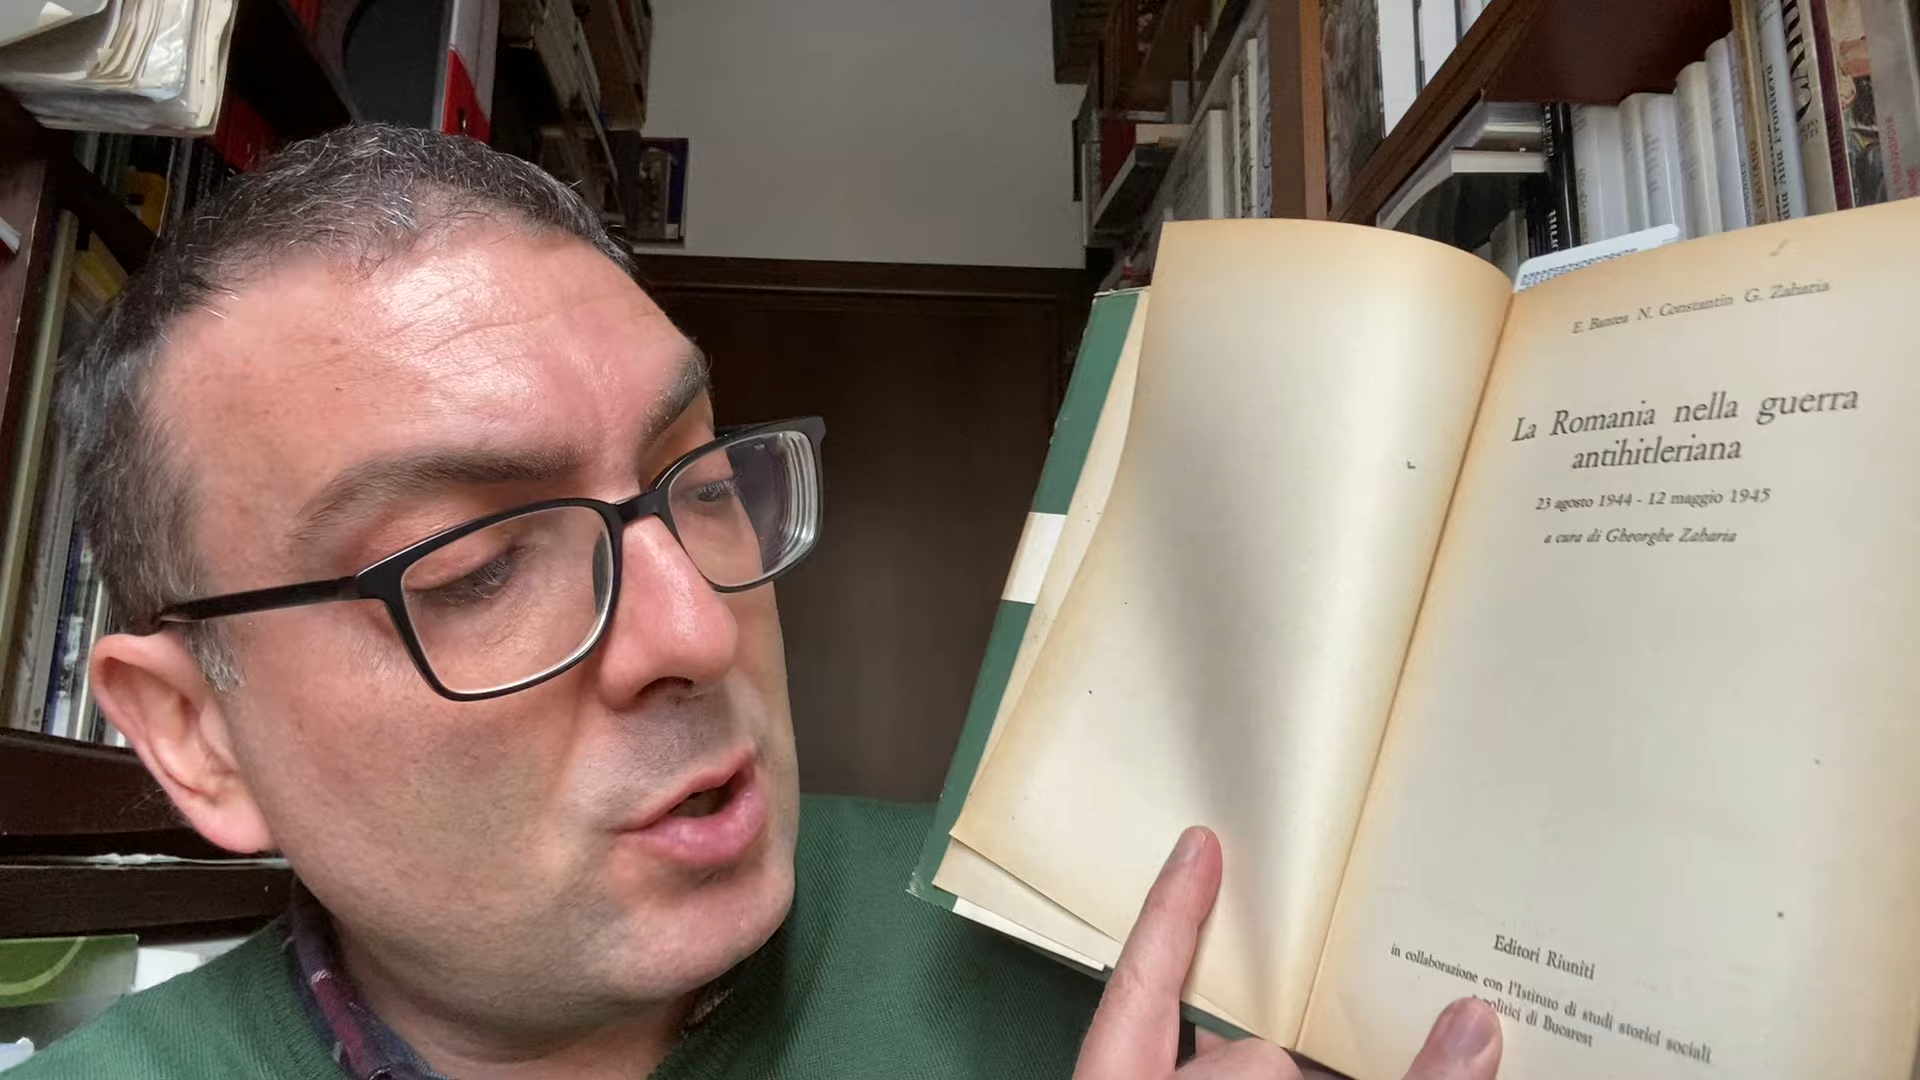 E. Bantea N. Constantin G. Zaharia
La Romania nella guerra
antihitleriana
23 agosto 1944 - 12 maggio 1945
a cura di Gheorghe Zaharia
Editori Riuniti
in collaborazione con l'Istituto di studi storici sociali
politici di Bucarest